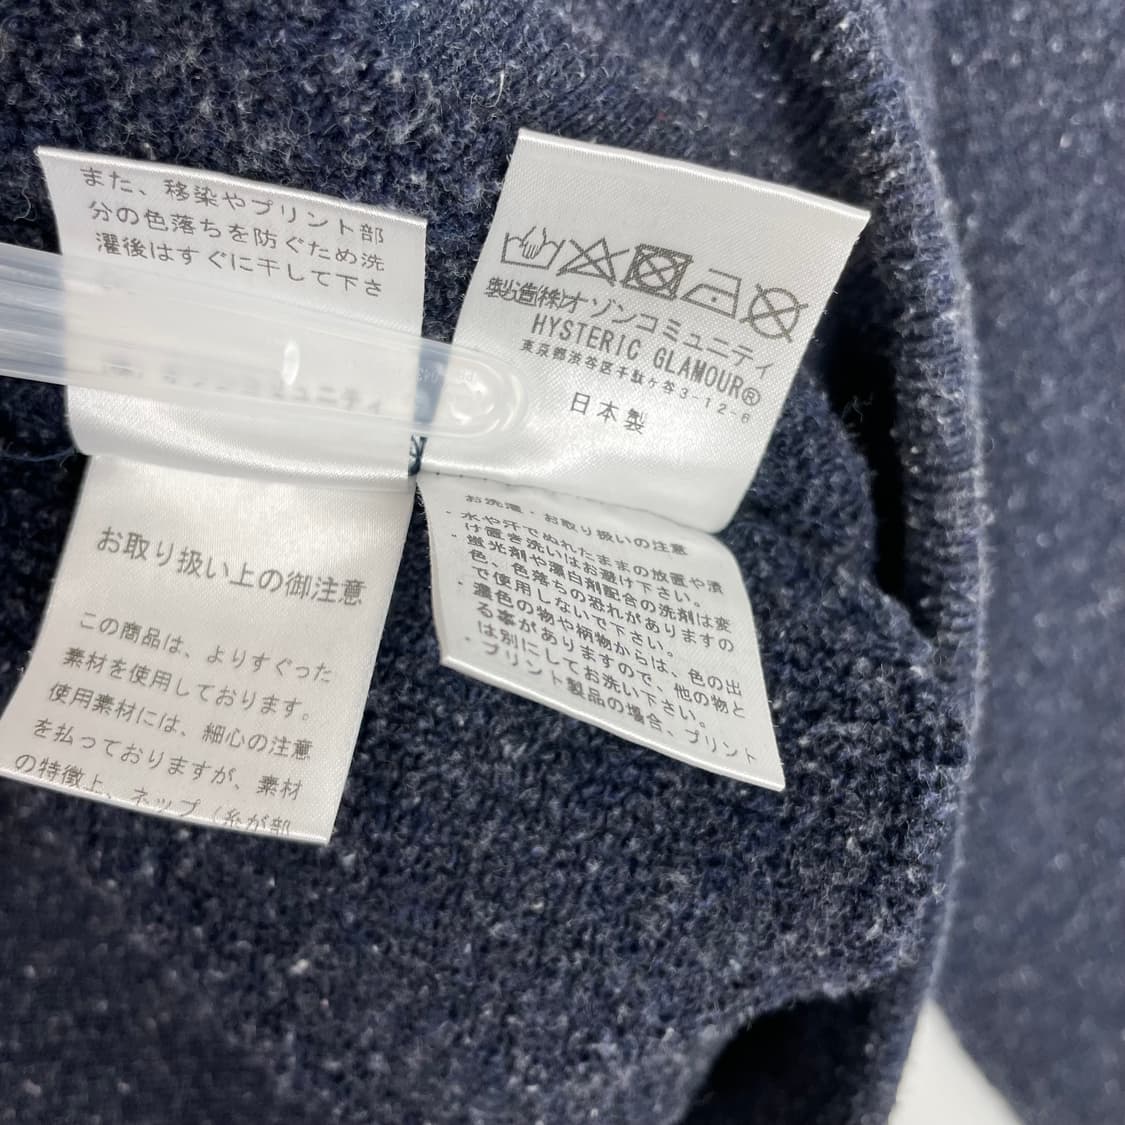 また、移染やプリント部
分の色落ちを防ぐため洗
濯後はすぐに干して下さ
製造㈱オゾンコミュニティ
HYSTERIC GLAMOUR®
東京都渋谷区千駄ヶ谷3-12-6
日本製
お取り扱い上の御注意
この商品は、よりすぐった
素材を使用しております。
使用素材には、細心の注意
を払っておりますが、素材
の特徴上、ネップ（糸が部
お洗濯・お取り扱いの注意
・水や汗でぬれたままの放置や漬
け置き洗いはお避け下さい。
・蛍光剤や漂白剤配合の洗剤は変
色、色落ちの恐れがありますの
で使用しないで下さい。
・濃色の物や柄物からは、色の出
る事がありますので、他の物と
は別にしてお洗い下さい。
・プリント製品の場合、プリント